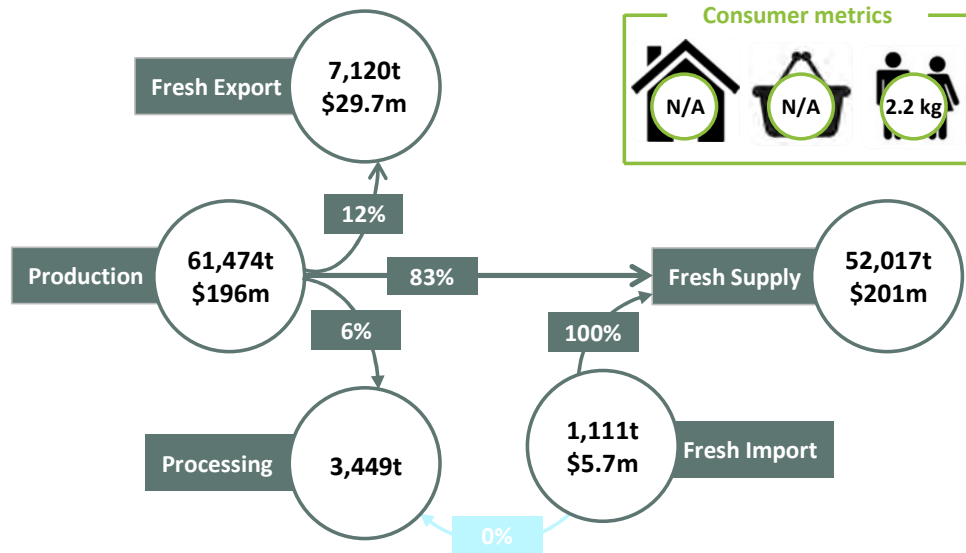 Consumer metrics
N/A
N/A
2.2 kg
Fresh Export
7,120t
$29.7m
12%
Production
61,474t
$196m
83%
Fresh Supply
52,017t
$201m
6%
100%
Processing
3,449t
1,111t
$5.7m
Fresh Import
0%